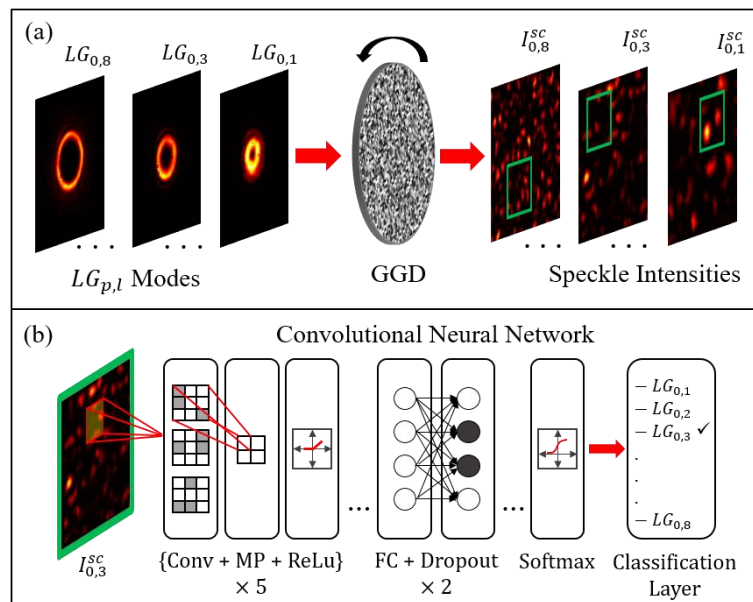 (a)
LG₀,₈
LG₀,₃
LG₀,₁
I₀,₈ˢᶜ
I₀,₃ˢᶜ
I₀,₁ˢᶜ
. . .
. . .
. . .
. . .
LGₚ,ₗ Modes
GGD
Speckle Intensities
(b)
Convolutional Neural Network
− LG₀,₁
− LG₀,₂
− LG₀,₃ ✓
.
.
.
− LG₀,₈
...
...
I₀,₃ˢᶜ
{Conv + MP + ReLu}
× 5
FC + Dropout
× 2
Softmax
Classification
Layer